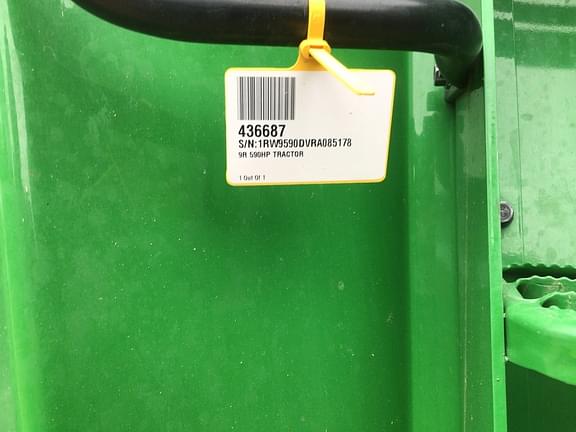 436687
S/N:1RW9590DVRA085178
9R 590HP TRACTOR
1 Out Of 1